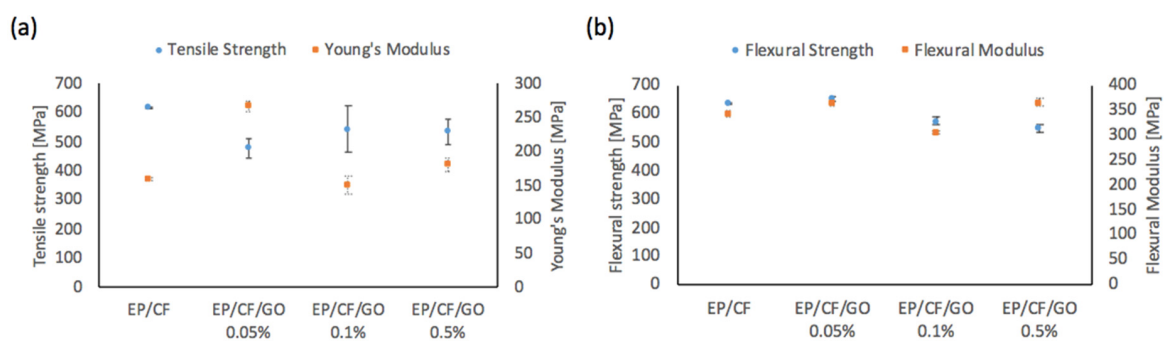 (a)
Tensile Strength Young's Modulus
Tensile strength [MPa]
700
600
500
400
300
200
100
0
300
250
200
150
100
50
0
Young's Modulus [MPa]
EP/CF EP/CF/GO EP/CF/GO EP/CF/GO
0.05% 0.1% 0.5%
(b)
Flexural Strength Flexural Modulus
Flexural strength [MPa]
700
600
500
400
300
200
100
0
400
350
300
250
200
150
100
50
0
Flexural Modulus [MPa]
EP/CF EP/CF/GO EP/CF/GO EP/CF/GO
0.05% 0.1% 0.5%